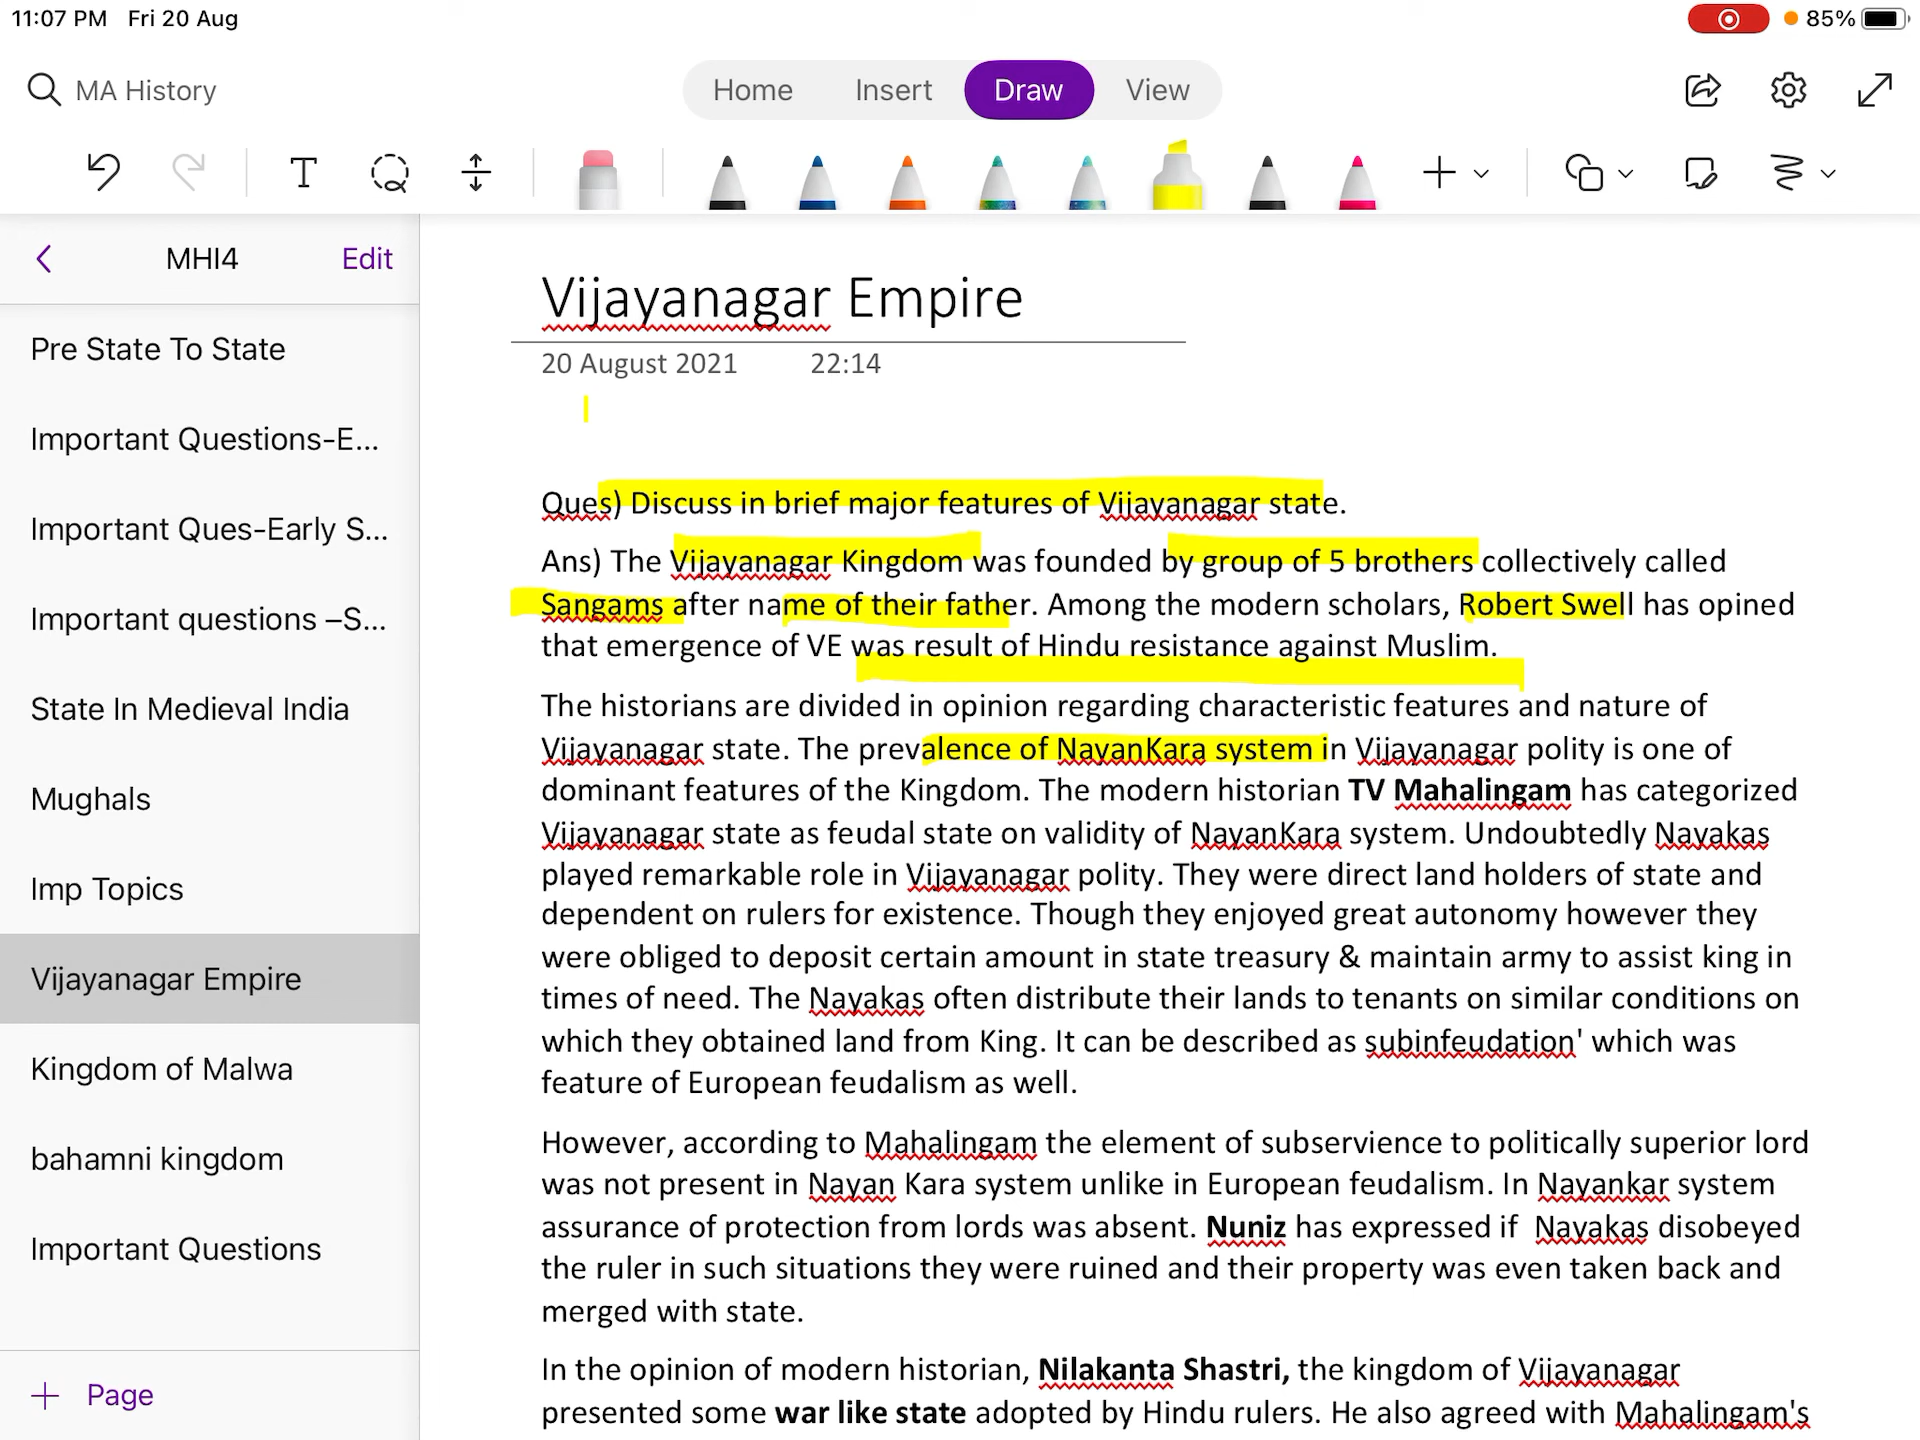 11:07 PM Fri 20 Aug
85%
MA History
Home Insert Draw View
MHI4 Edit
Pre State To State
Important Questions-E...
Important Ques-Early S...
Important questions –S...
State In Medieval India
Mughals
Imp Topics
Vijayanagar Empire
Kingdom of Malwa
bahamni kingdom
Important Questions
+ Page
Vijayanagar Empire
20 August 2021 22:14
Ques) Discuss in brief major features of Vijayanagar state.
Ans) The Vijayanagar Kingdom was founded by group of 5 brothers collectively called
Sangams after name of their father. Among the modern scholars, Robert Swell has opined
that emergence of VE was result of Hindu resistance against Muslim.
The historians are divided in opinion regarding characteristic features and nature of
Vijayanagar state. The prevalence of NayanKara system in Vijayanagar polity is one of
dominant features of the Kingdom. The modern historian TV Mahalingam has categorized
Vijayanagar state as feudal state on validity of NayanKara system. Undoubtedly Nayakas
played remarkable role in Vijayanagar polity. They were direct land holders of state and
dependent on rulers for existence. Though they enjoyed great autonomy however they
were obliged to deposit certain amount in state treasury & maintain army to assist king in
times of need. The Nayakas often distribute their lands to tenants on similar conditions on
which they obtained land from King. It can be described as subinfeudation' which was
feature of European feudalism as well.
However, according to Mahalingam the element of subservience to politically superior lord
was not present in Nayan Kara system unlike in European feudalism. In Nayankar system
assurance of protection from lords was absent. Nuniz has expressed if Nayakas disobeyed
the ruler in such situations they were ruined and their property was even taken back and
merged with state.
In the opinion of modern historian, Nilakanta Shastri, the kingdom of Vijayanagar
presented some war like state adopted by Hindu rulers. He also agreed with Mahalingam's